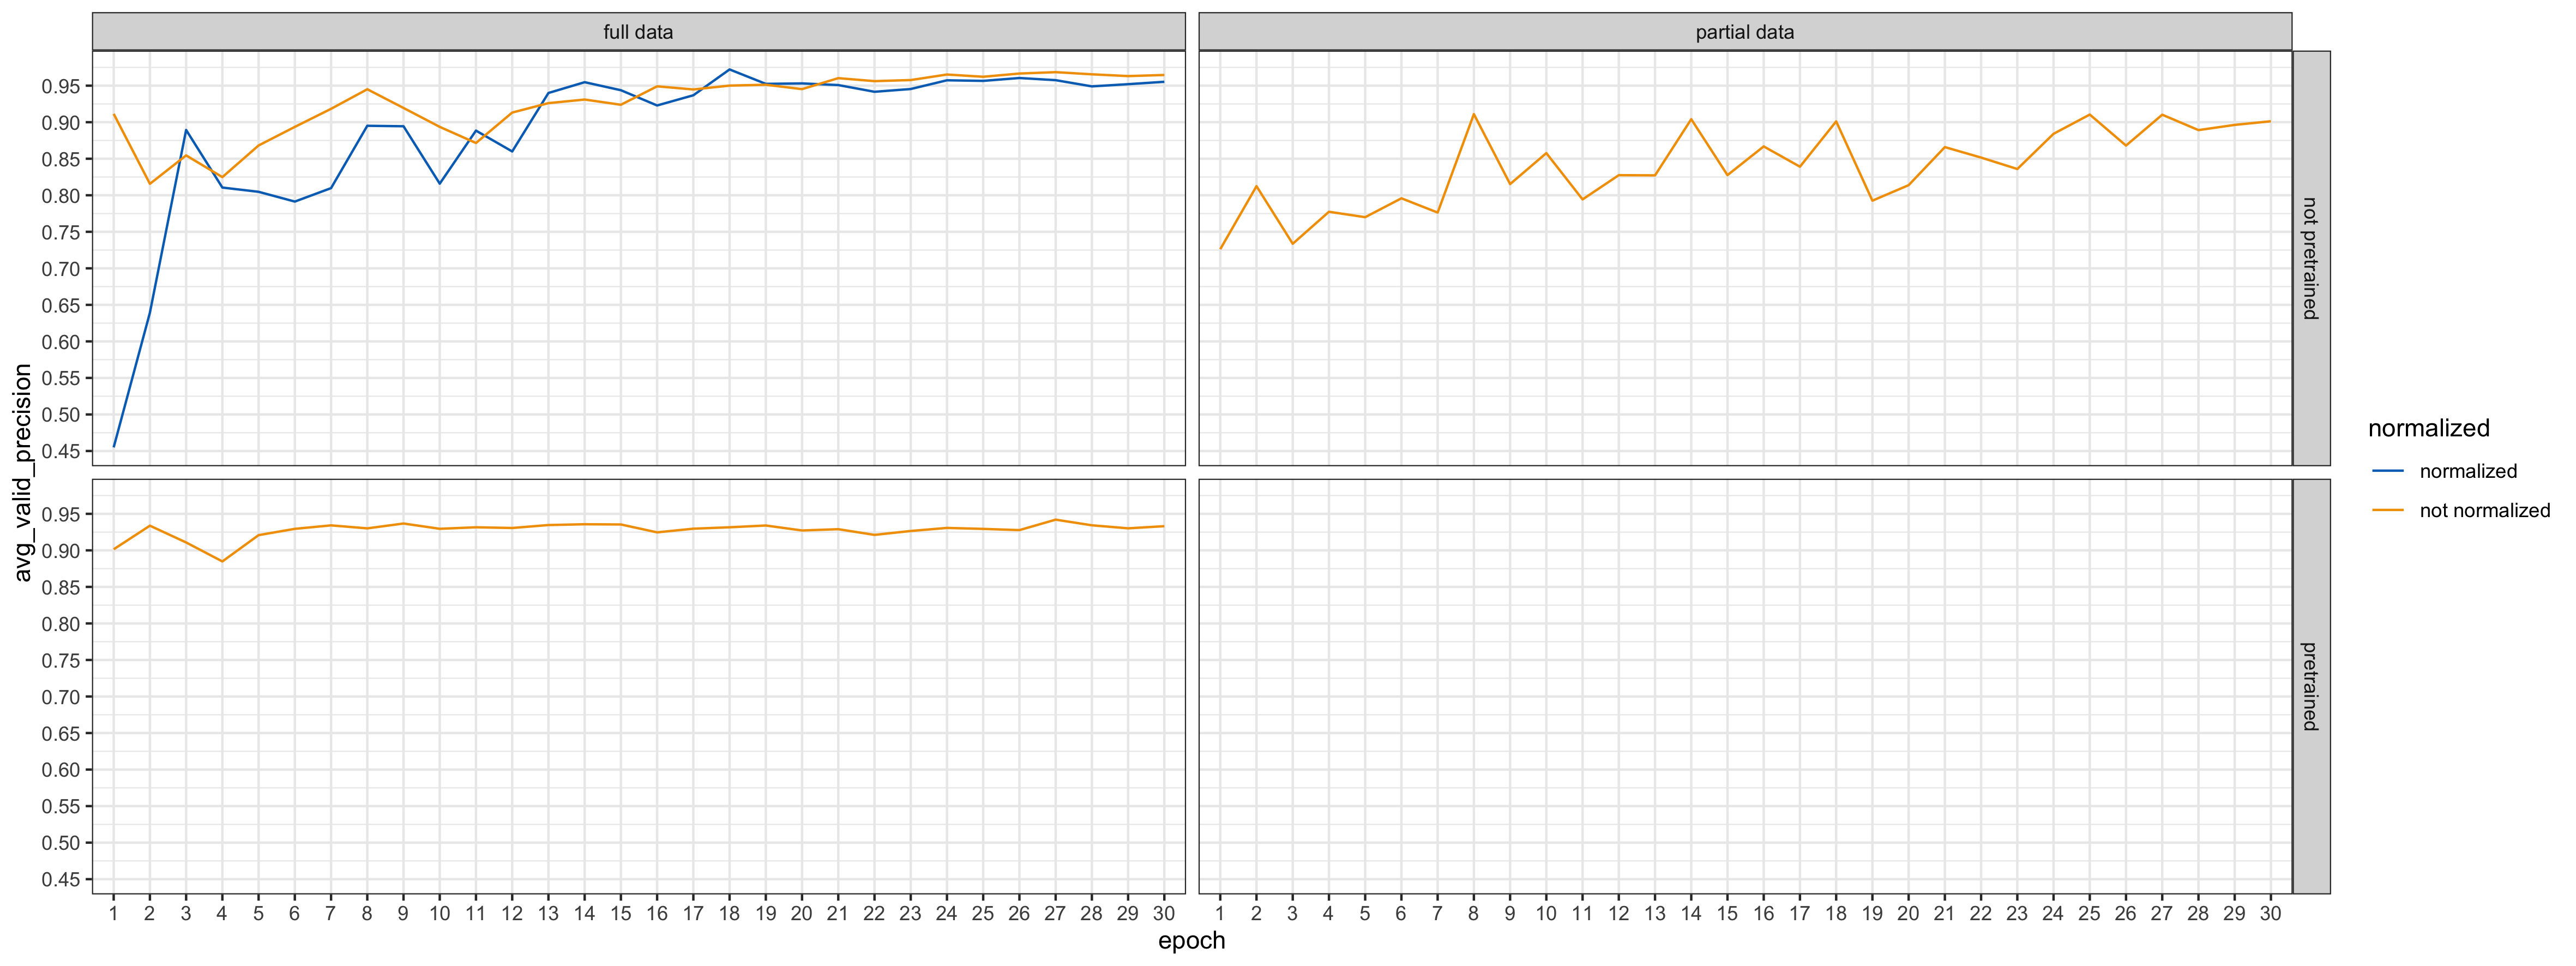 full data
partial data
0.95
0.90
0.85
0.80
0.75
0.70
0.65
0.60
0.55
0.50
0.45
not pretrained
0.95
0.90
0.85
0.80
0.75
0.70
0.65
0.60
0.55
0.50
0.45
pretrained
avg_valid_precision
1 2 3 4 5 6 7 8 9 10 11 12 13 14 15 16 17 18 19 20 21 22 23 24 25 26 27 28 29 30
1 2 3 4 5 6 7 8 9 10 11 12 13 14 15 16 17 18 19 20 21 22 23 24 25 26 27 28 29 30
epoch
normalized
normalized
not normalized